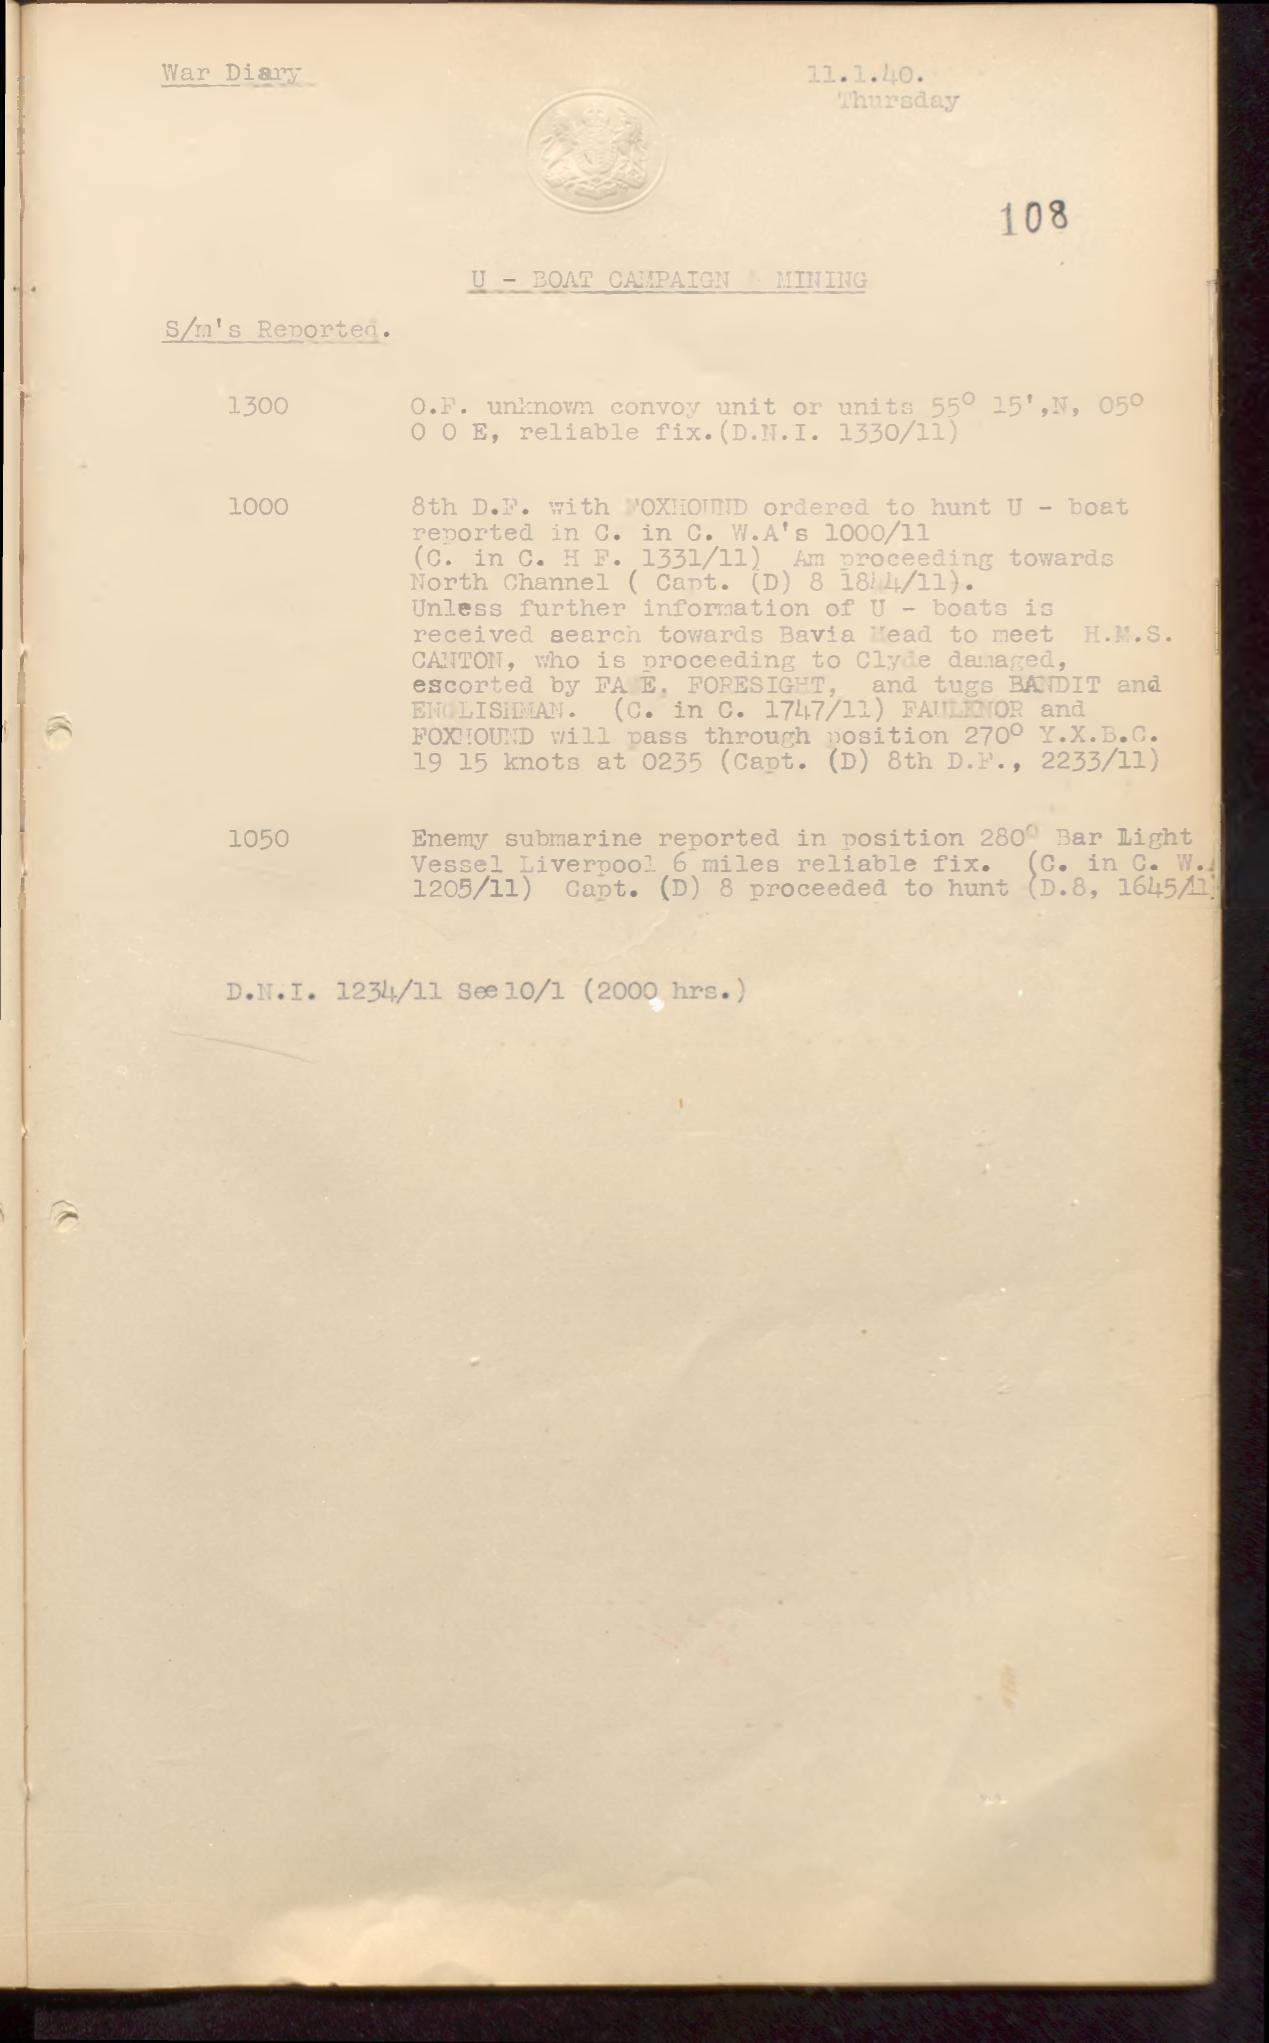 War Diary
11.1.40.
Thursday
108
U - BOAT CAMPAIGN & MINING
S/m's Reported.
1300 O.F. unknown convoy unit or units 55° 15',N, 05°
0 0 E, reliable fix.(D.N.I. 1330/11)
1000 8th D.F. with FOXHOUND ordered to hunt U - boat
reported in C. in C. W.A's 1000/11
(C. in C. H F. 1331/11) Am proceeding towards
North Channel ( Capt. (D) 8 1844/11).
Unless further information of U - boats is
received search towards Bavia Head to meet H.M.S.
CANTON, who is proceeding to Clyde damaged,
escorted by FAME, FORESIGHT, and tugs BANDIT and
ENGLISHMAN. (C. in C. 1747/11) FAULKNOR and
FOXHOUND will pass through position 270° Y.X.B.C.
19 15 knots at 0235 (Capt. (D) 8th D.F., 2233/11)
1050 Enemy submarine reported in position 280° Bar Light
Vessel Liverpool 6 miles reliable fix. (C. in C. W.A
1205/11) Capt. (D) 8 proceeded to hunt (D.8, 1645/11)
D.N.I. 1234/11 See 10/1 (2000 hrs.)